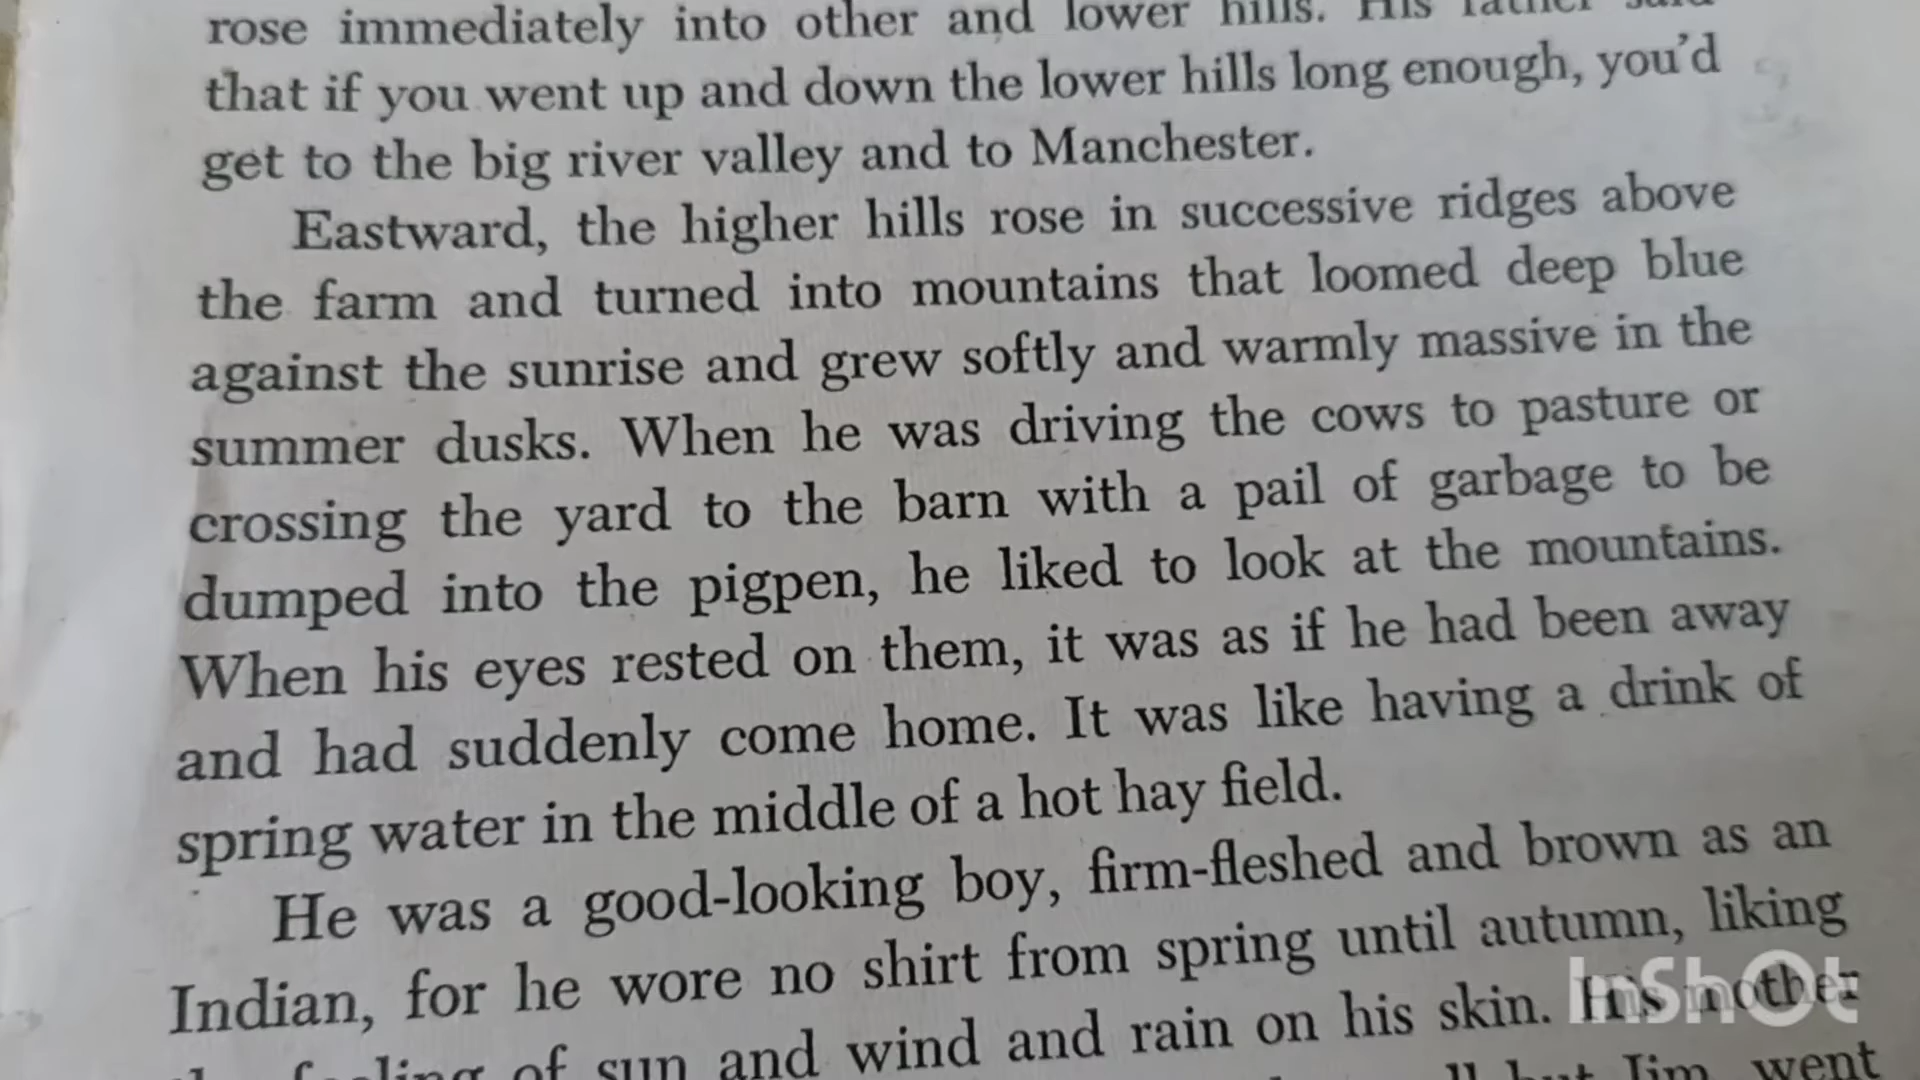 rose immediately into other and lower hills. His father said
that if you went up and down the lower hills long enough, you'd
get to the big river valley and to Manchester.
Eastward, the higher hills rose in successive ridges above
the farm and turned into mountains that loomed deep blue
against the sunrise and grew softly and warmly massive in the
summer dusks. When he was driving the cows to pasture or
crossing the yard to the barn with a pail of garbage to be
dumped into the pigpen, he liked to look at the mountains.
When his eyes rested on them, it was as if he had been away
and had suddenly come home. It was like having a drink of
spring water in the middle of a hot hay field.
He was a good-looking boy, firm-fleshed and brown as an
Indian, for he wore no shirt from spring until autumn, liking
the feeling of sun and wind and rain on his skin. His mother
but Jim went
InShOt